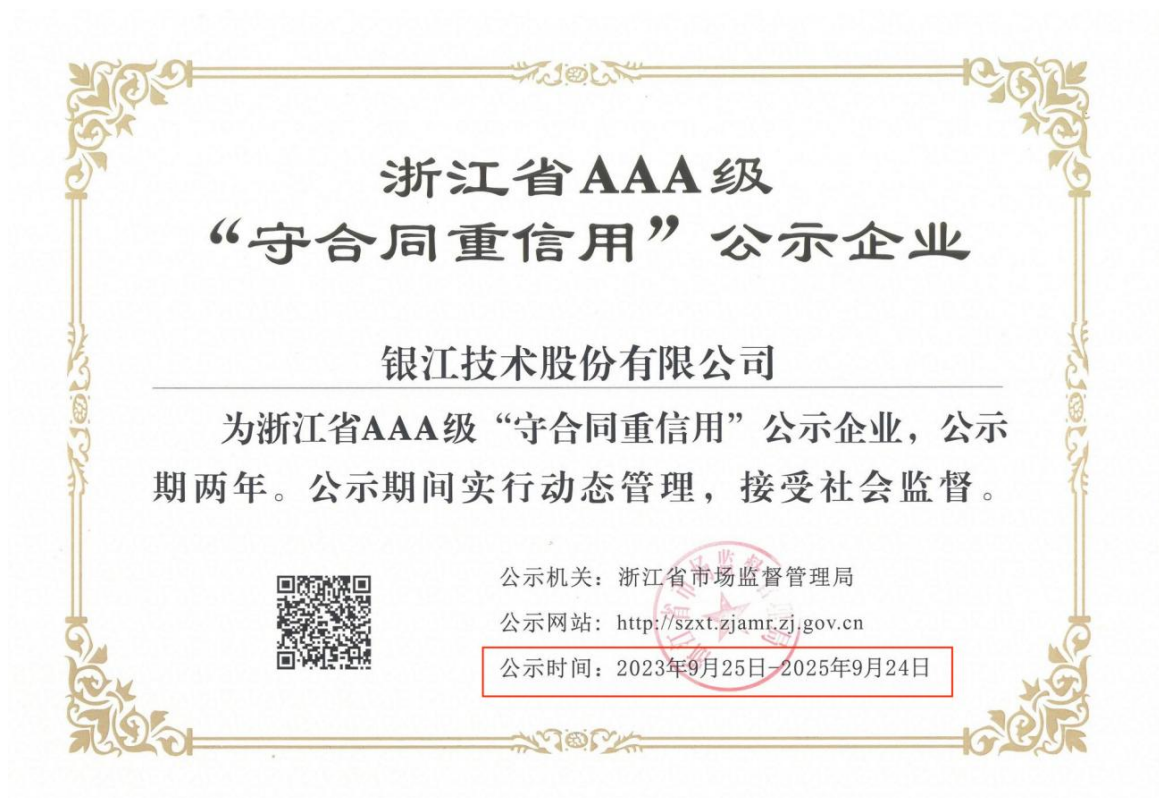 浙江省AAA级
“守合同重信用”公示企业
银江技术股份有限公司
为浙江省AAA级“守合同重信用”公示企业，公示
期两年。公示期间实行动态管理，接受社会监督。
公示机关：浙江省市场监督管理局
公示网站：http://szxt.zjamr.zj.gov.cn
公示时间：2023年9月25日-2025年9月24日